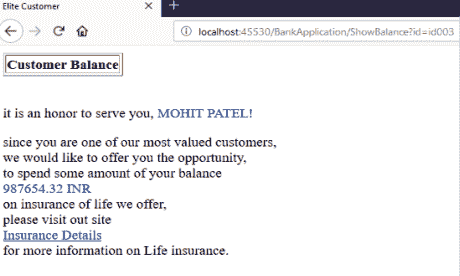 Elite Customer
localhost:45530/BankApplication/ShowBalance?id=id003
Customer Balance
it is an honor to serve you, MOHIT PATEL!
since you are one of our most valued customers,
we would like to offer you the opportunity,
to spend some amount of your balance
987654.32 INR
on insurance of life we offer,
please visit out site
Insurance Details
for more information on Life insurance.